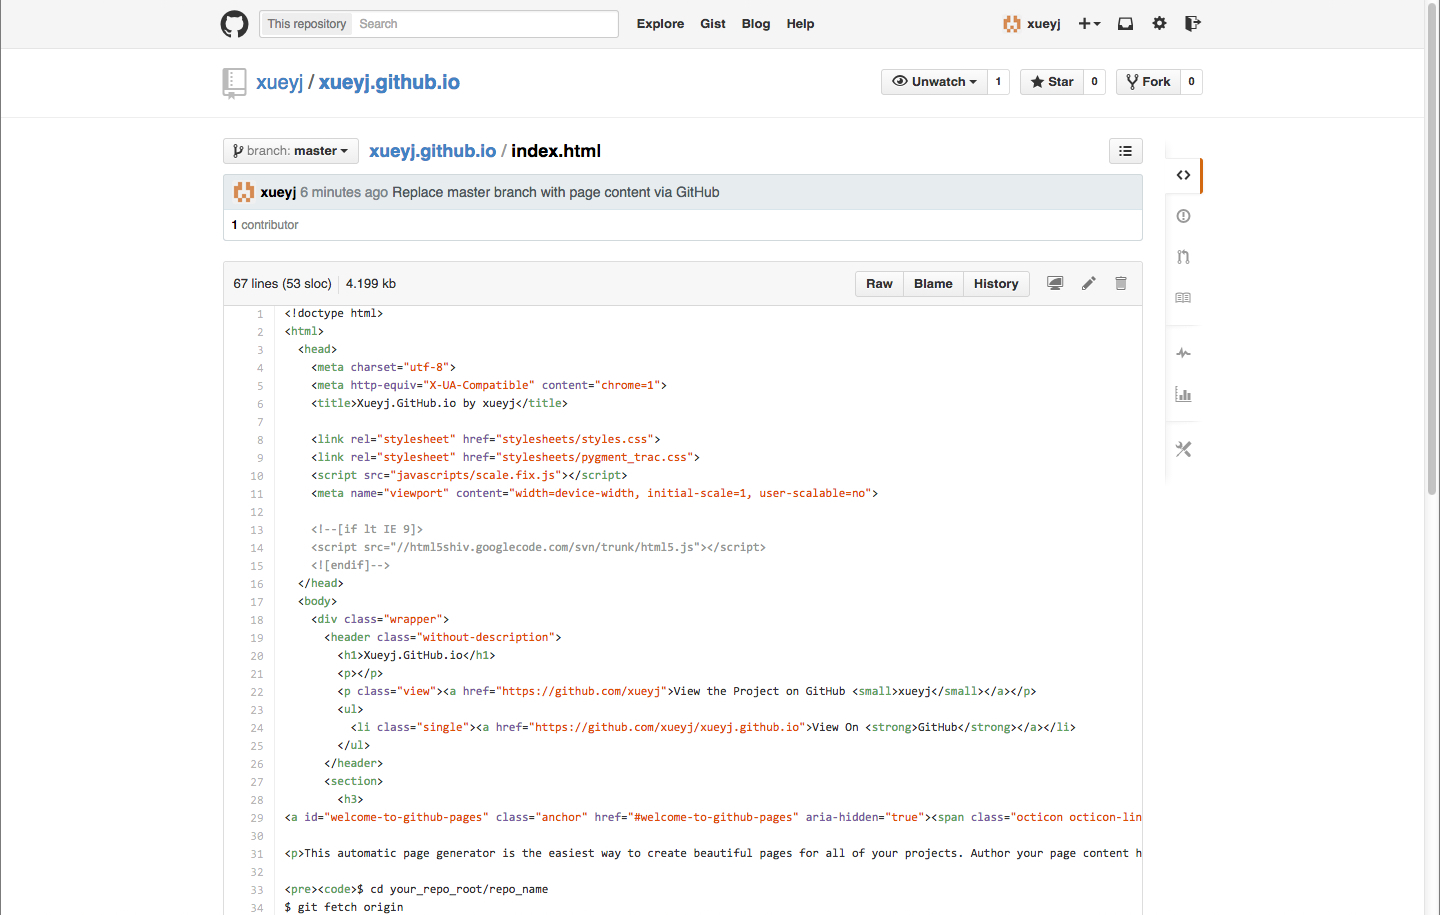 This repository Search Explore Gist Blog Help xueyj
xueyj / xueyj.github.io Unwatch 1 Star 0 Fork 0
branch: master xueyj.github.io / index.html
xueyj 6 minutes ago Replace master branch with page content via GitHub
1 contributor
67 lines (53 sloc) 4.199 kb Raw Blame History
1 <!doctype html>
2 <html>
3 <head>
4 <meta charset="utf-8">
5 <meta http-equiv="X-UA-Compatible" content="chrome=1">
6 <title>Xueyj.GitHub.io by xueyj</title>
7
8 <link rel="stylesheet" href="stylesheets/styles.css">
9 <link rel="stylesheet" href="stylesheets/pygment_trac.css">
10 <script src="javascripts/scale.fix.js"></script>
11 <meta name="viewport" content="width=device-width, initial-scale=1, user-scalable=no">
12
13 <!--[if lt IE 9]>
14 <script src="//html5shiv.googlecode.com/svn/trunk/html5.js"></script>
15 <![endif]-->
16 </head>
17 <body>
18 <div class="wrapper">
19 <header class="without-description">
20 <h1>Xueyj.GitHub.io</h1>
21 <p></p>
22 <p class="view"><a href="https://github.com/xueyj">View the Project on GitHub <small>xueyj</small></a></p>
23 <ul>
24 <li class="single"><a href="https://github.com/xueyj/xueyj.github.io">View On <strong>GitHub</strong></a></li>
25 </ul>
26 </header>
27 <section>
28 <h3>
29 <a id="welcome-to-github-pages" class="anchor" href="#welcome-to-github-pages" aria-hidden="true"><span class="octicon octicon-lin
30
31 <p>This automatic page generator is the easiest way to create beautiful pages for all of your projects. Author your page content h
32
33 <pre><code>$ cd your_repo_root/repo_name
34 $ git fetch origin